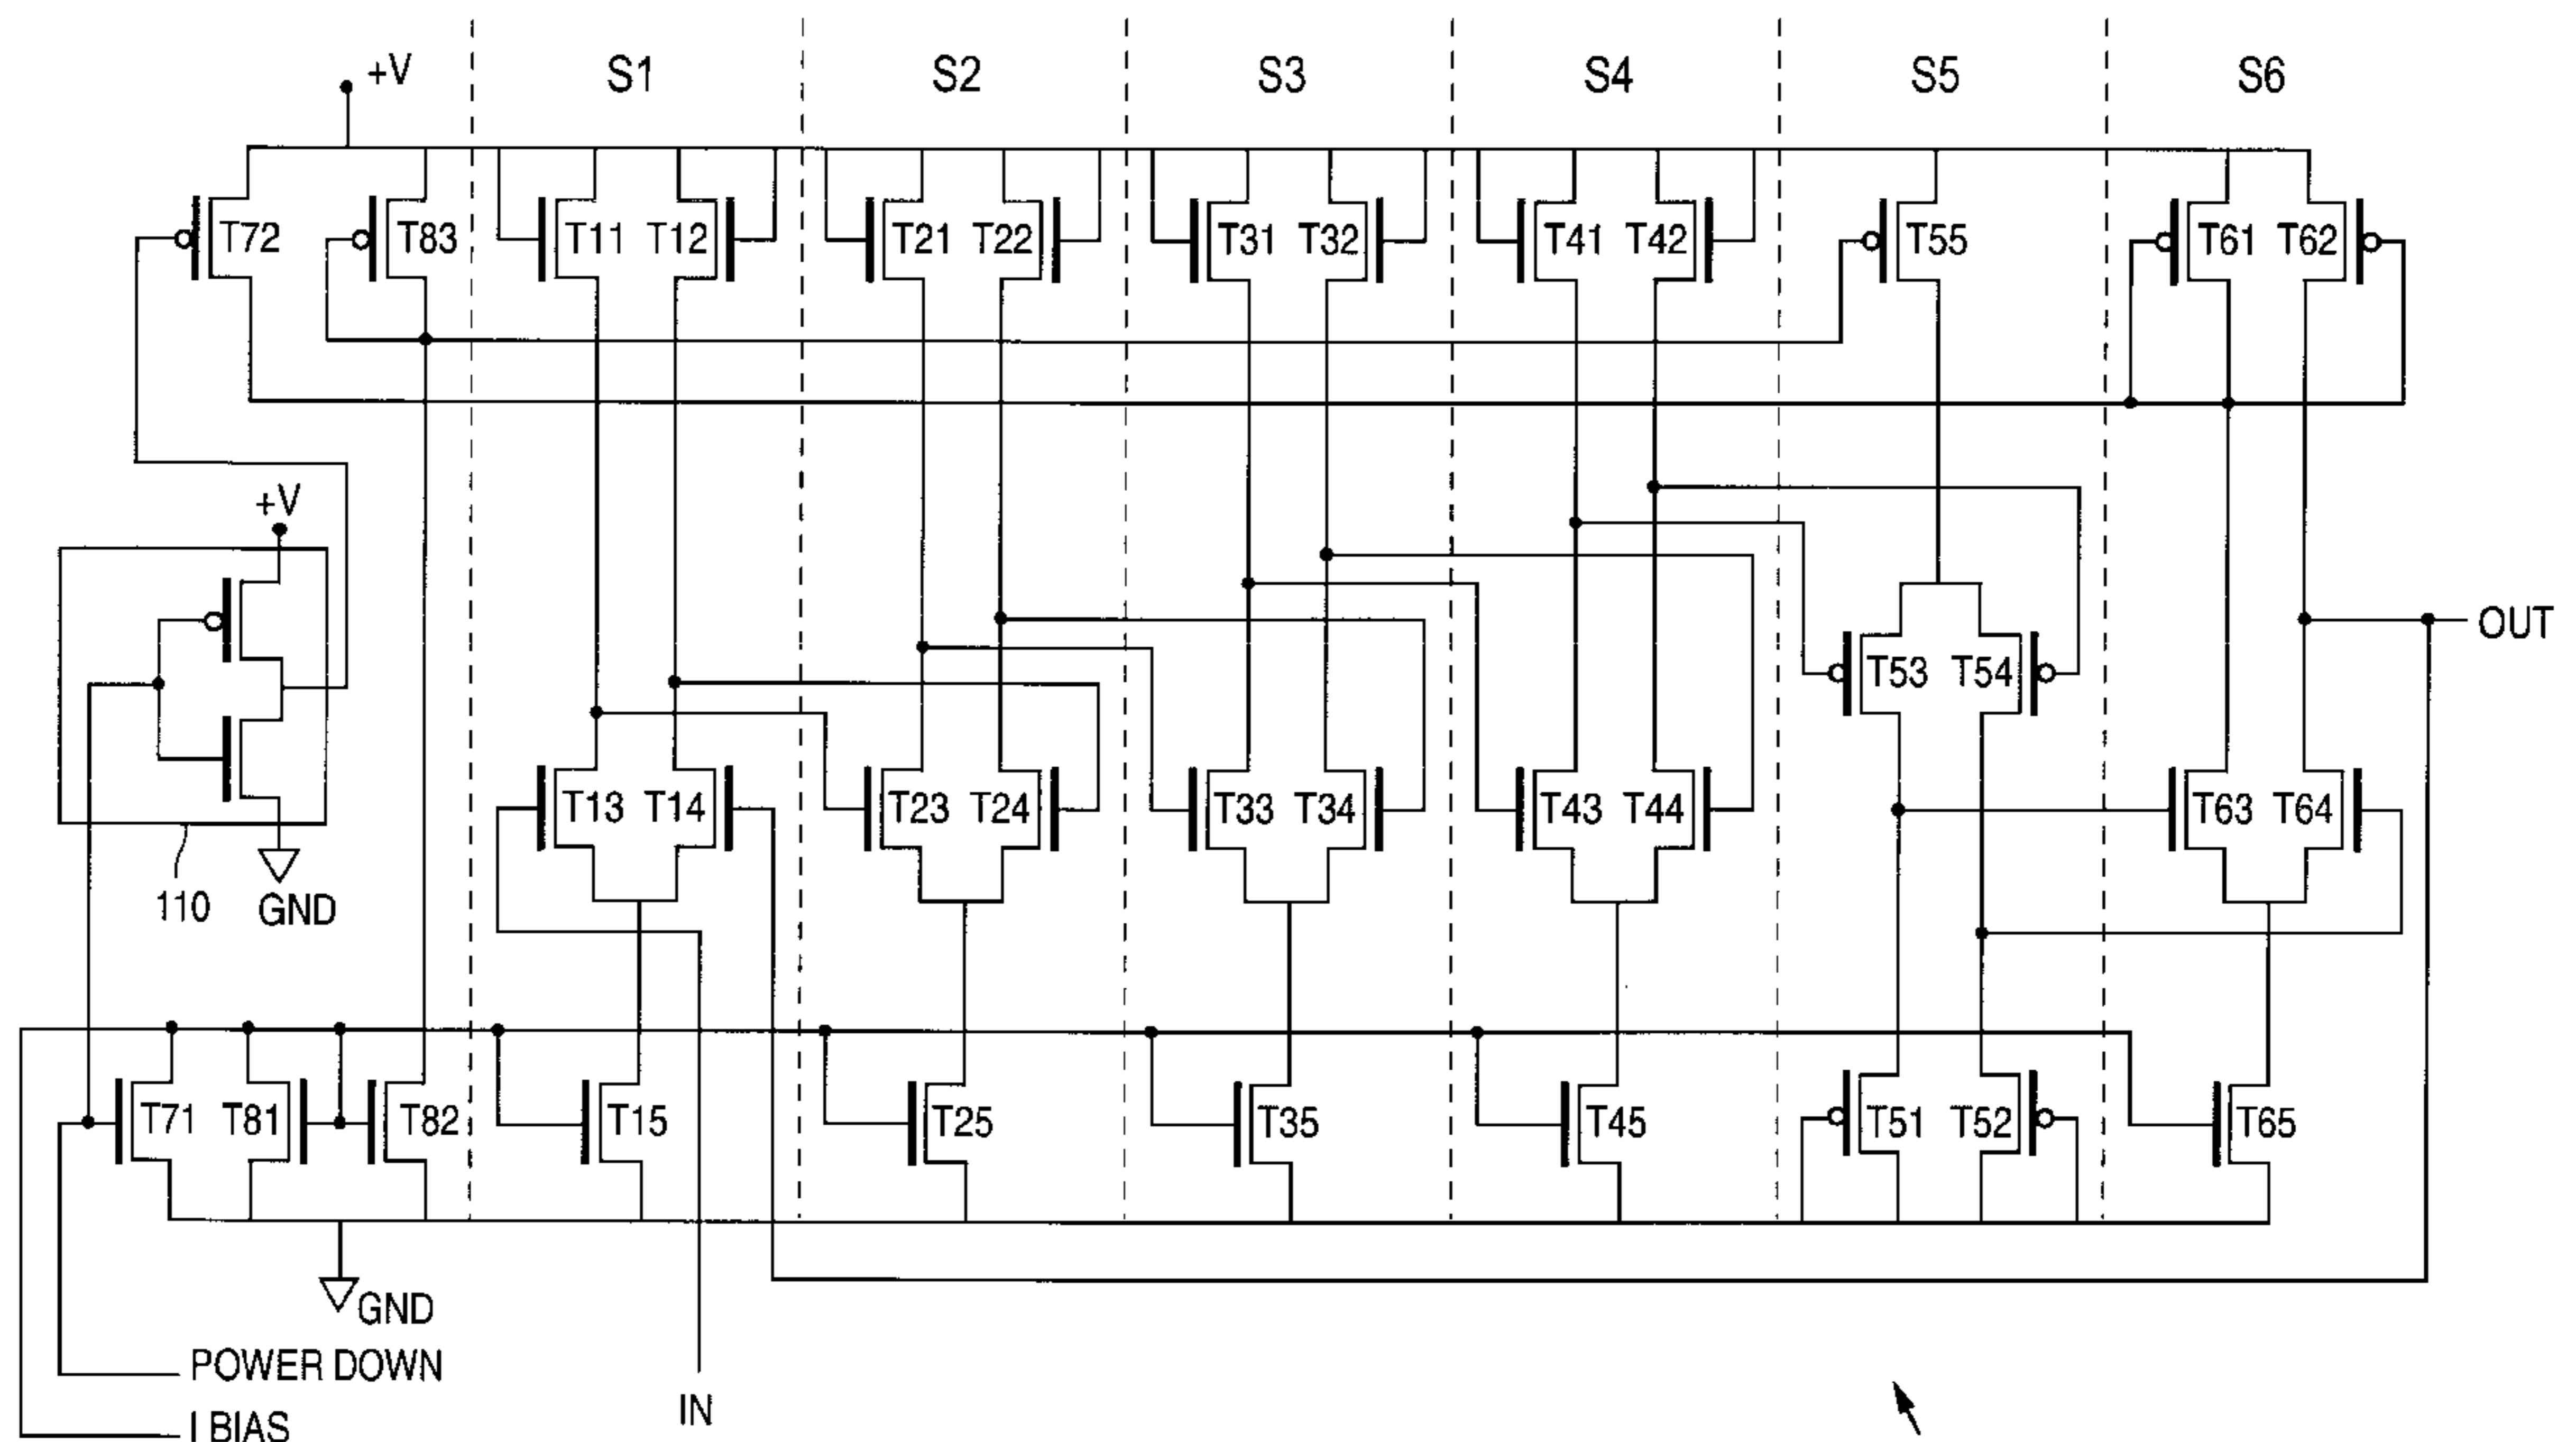 +V
S1 S2 S3 S4 S5 S6
T72 T83 T11 T12 T21 T22 T31 T32 T41 T42 T55 T61 T62
+V
OUT
T53 T54
T13 T14 T23 T24 T33 T34 T43 T44 T63 T64
110 GND
T71 T81 T82 T15 T25 T35 T45 T51 T52 T65
GND
POWER DOWN
IN
I BIAS